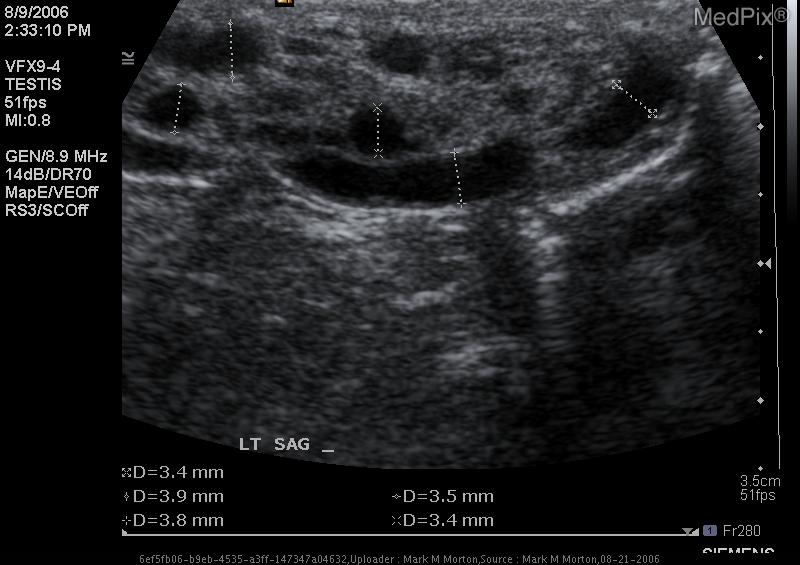 8/9/2006
2:33:10 PM
MedPix®
VFX9-4
TESTIS
51fps
MI:0.8
GEN/8.9 MHz
14dB/DR70
MapE/VEOff
RS3/SCOff
LT SAG _
D=3.4 mm
D=3.9 mm
D=3.5 mm
D=3.8 mm
D=3.4 mm
3.5cm
51fps
1 Fr280
SIEMENS
6ef5fb06-b9eb-4535-a3ff-147347a04632,Uploader : Mark M Morton,Source : Mark M Morton,08-21-2006